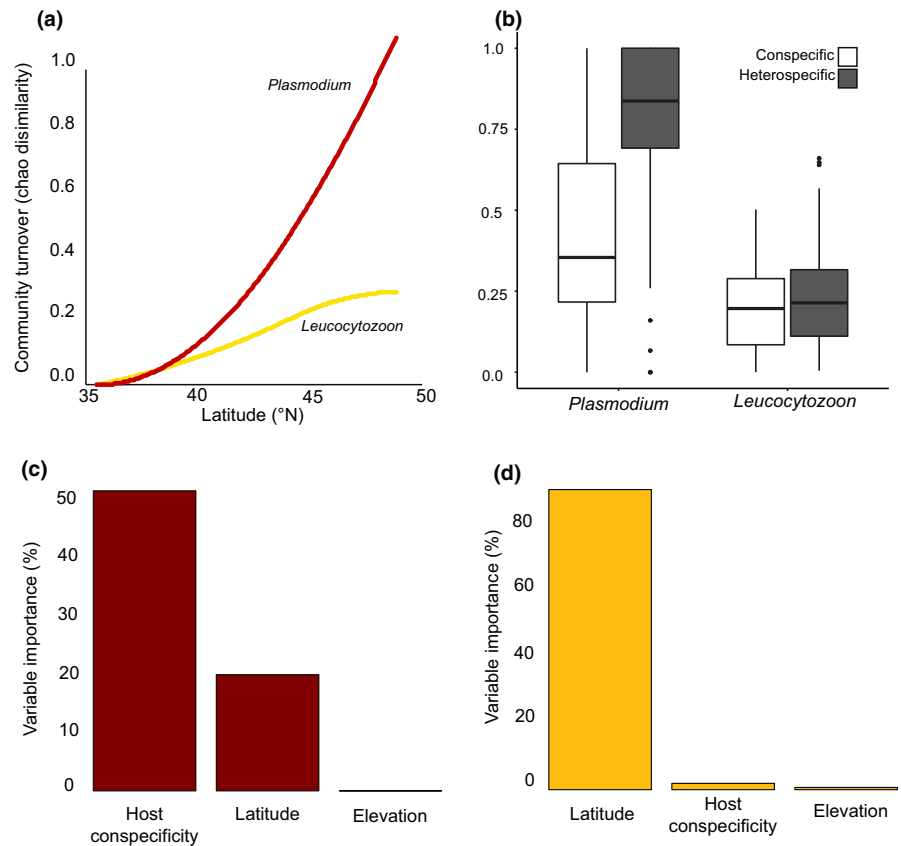 (a)
Community turnover (chao disimilarity)
1.0
0.8
0.6
0.4
0.2
0.0
35
40
45
50
Latitude (°N)
Plasmodium
Leucocytozoon
(b)
1.0
0.75
0.5
0.25
0.0
Conspecific
Heterospecific
Plasmodium
Leucocytozoon
(c)
Variable importance (%)
50
40
30
20
10
0
Host
conspecificity
Latitude
Elevation
(d)
Variable importance (%)
80
60
40
20
0
Latitude
Host
conspecificity
Elevation